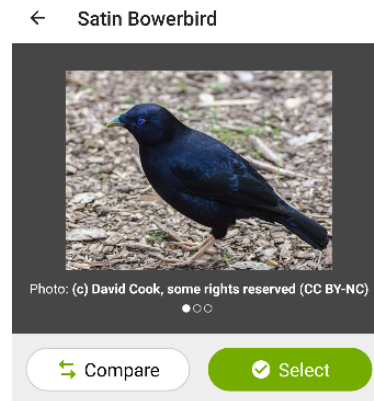 Satin Bowerbird
Photo: (c) David Cook, some rights reserved (CC BY-NC)
Compare
Select